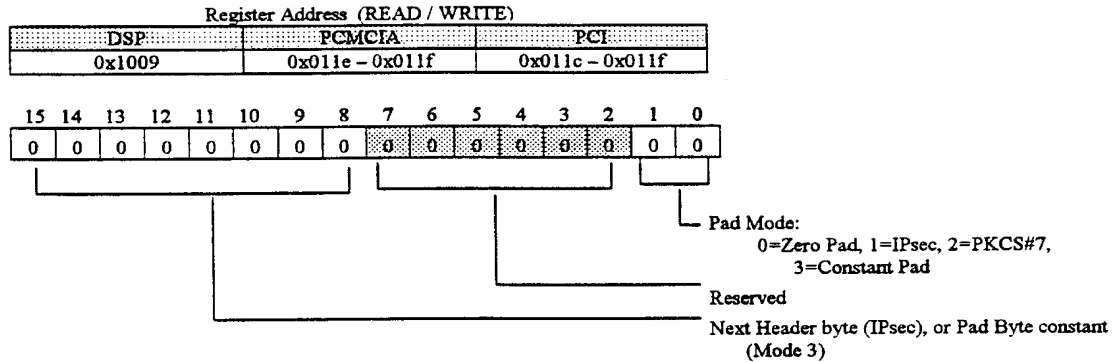 Register Address (READ / WRITE)
DSP PCMCIA PCI
0x1009 0x011e – 0x011f 0x011c – 0x011f
15 14 13 12 11 10 9 8 7 6 5 4 3 2 1 0
0 0 0 0 0 0 0 0 0 0 0 0 0 0 0 0
Pad Mode:
0=Zero Pad, 1=IPsec, 2=PKCS#7,
3=Constant Pad
Reserved
Next Header byte (IPsec), or Pad Byte constant
(Mode 3)